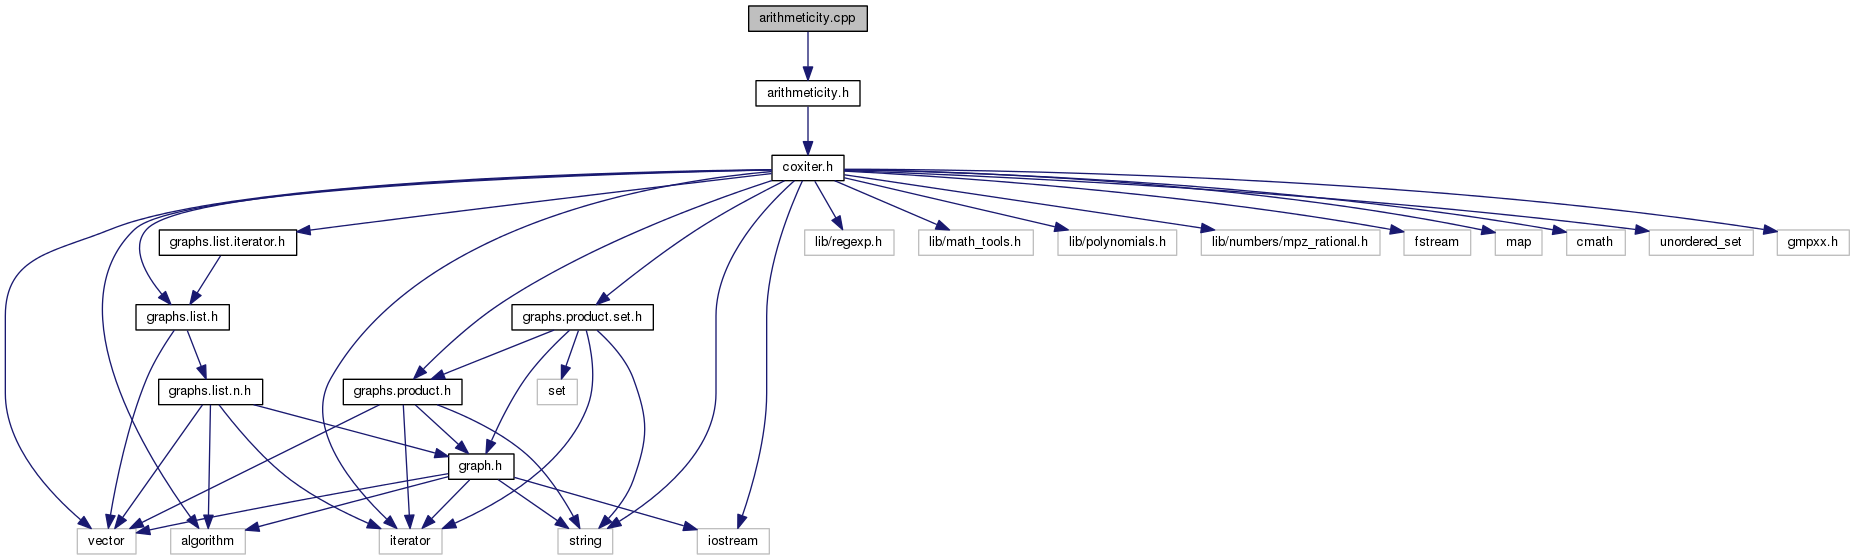 arithmeticity.cpp
arithmeticity.h
coxiter.h
graphs.list.iterator.h
lib/regexp.h
lib/math_tools.h
lib/polynomials.h
lib/numbers/mpz_rational.h
fstream
map
cmath
unordered_set
gmpxx.h
graphs.list.h
graphs.product.set.h
graphs.list.n.h
graphs.product.h
set
graph.h
vector
algorithm
iterator
string
iostream